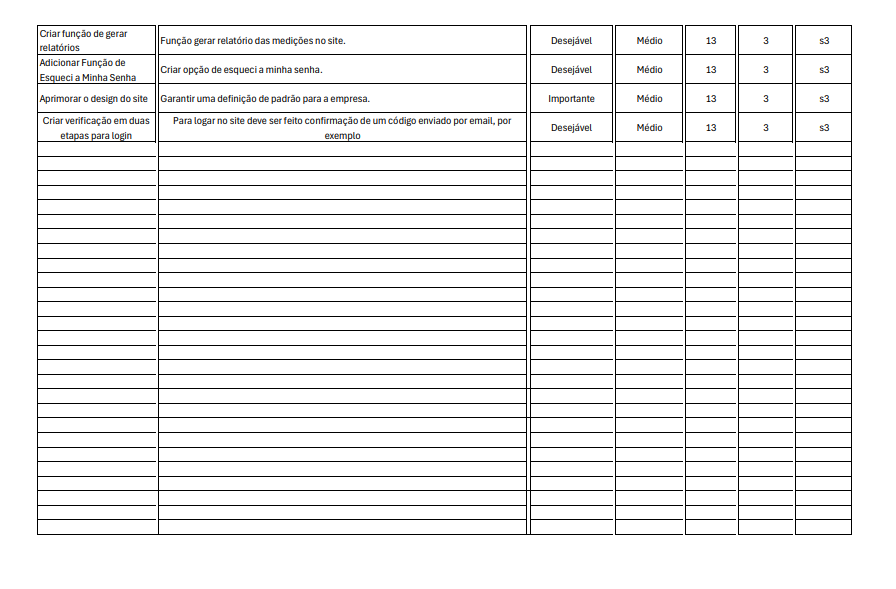 Criar função de gerar
relatórios
Função gerar relatório das medições no site.
Desejável
Médio
13
3
s3
Adicionar Função de
Esqueci a Minha Senha
Criar opção de esqueci a minha senha.
Desejável
Médio
13
3
s3
Aprimorar o design do site
Garantir uma definição de padrão para a empresa.
Importante
Médio
13
3
s3
Criar verificação em duas
etapas para login
Para logar no site deve ser feito confirmação de um código enviado por email, por
exemplo
Desejável
Médio
13
3
s3